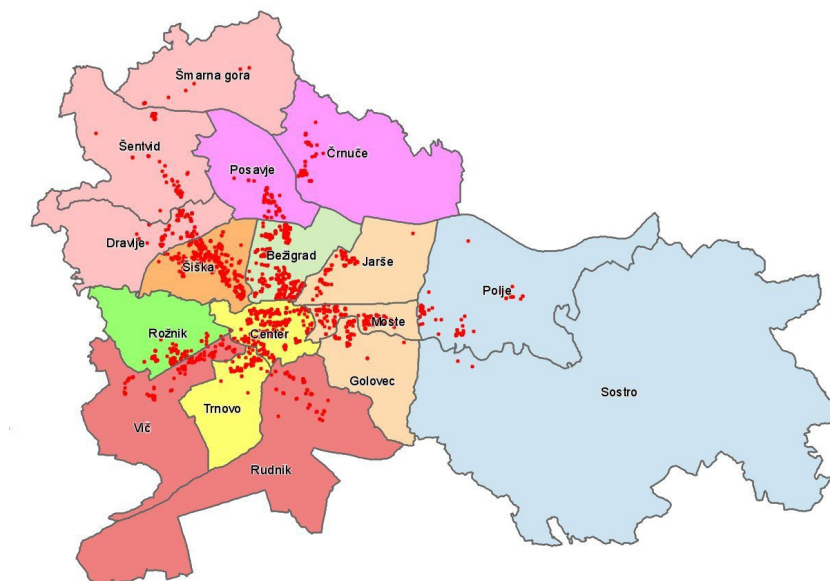 Šmarna gora
Šentvid
Posavje
Črnuče
Dravlje
Šiška
Bežigrad
Jarše
Polje
Rožnik
Center
Moste
Golovec
Sostro
Vič
Trnovo
Rudnik